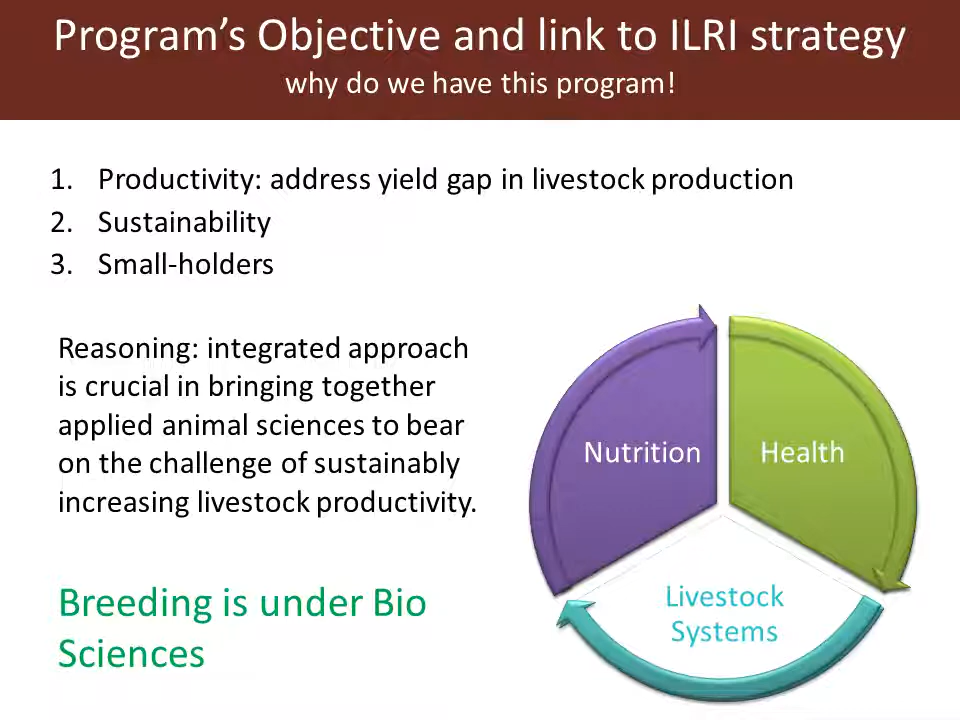 Program's Objective and link to ILRI strategy
why do we have this program!
1. Productivity: address yield gap in livestock production
2. Sustainability
3. Small-holders
Reasoning: integrated approach
is crucial in bringing together
applied animal sciences to bear
on the challenge of sustainably
increasing livestock productivity.
Breeding is under Bio
Sciences
Nutrition
Health
Livestock
Systems